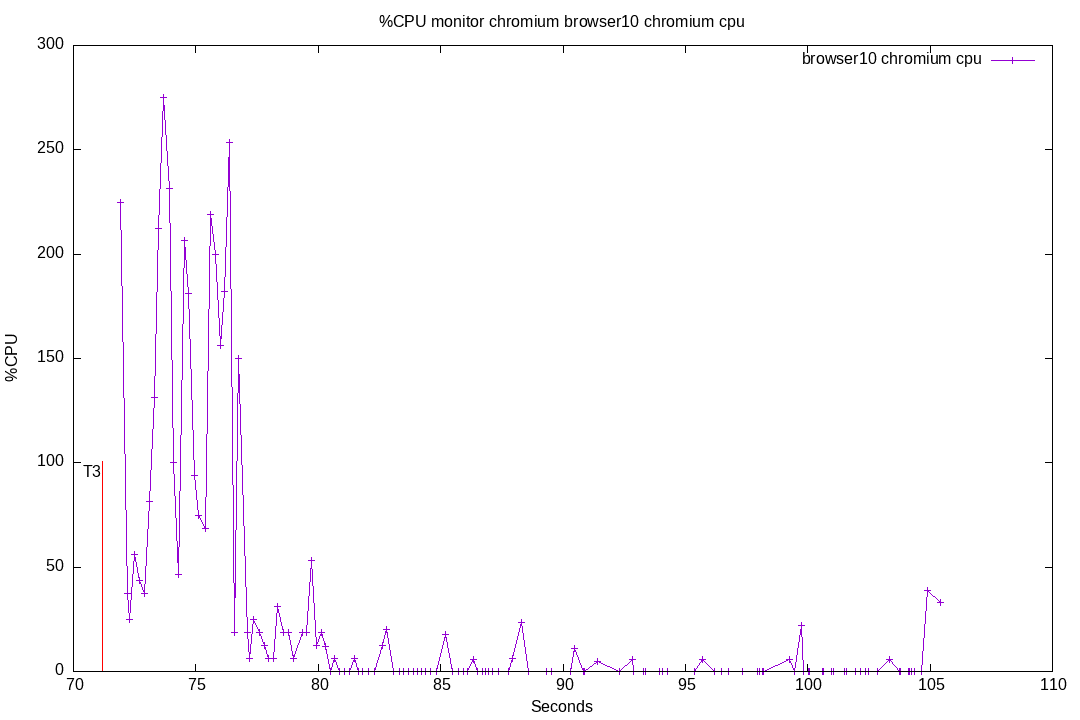 %CPU monitor chromium browser10 chromium cpu
browser10 chromium cpu
300
250
200
150
100
50
0
%CPU
T3
70 75 80 85 90 95 100 105 110
Seconds